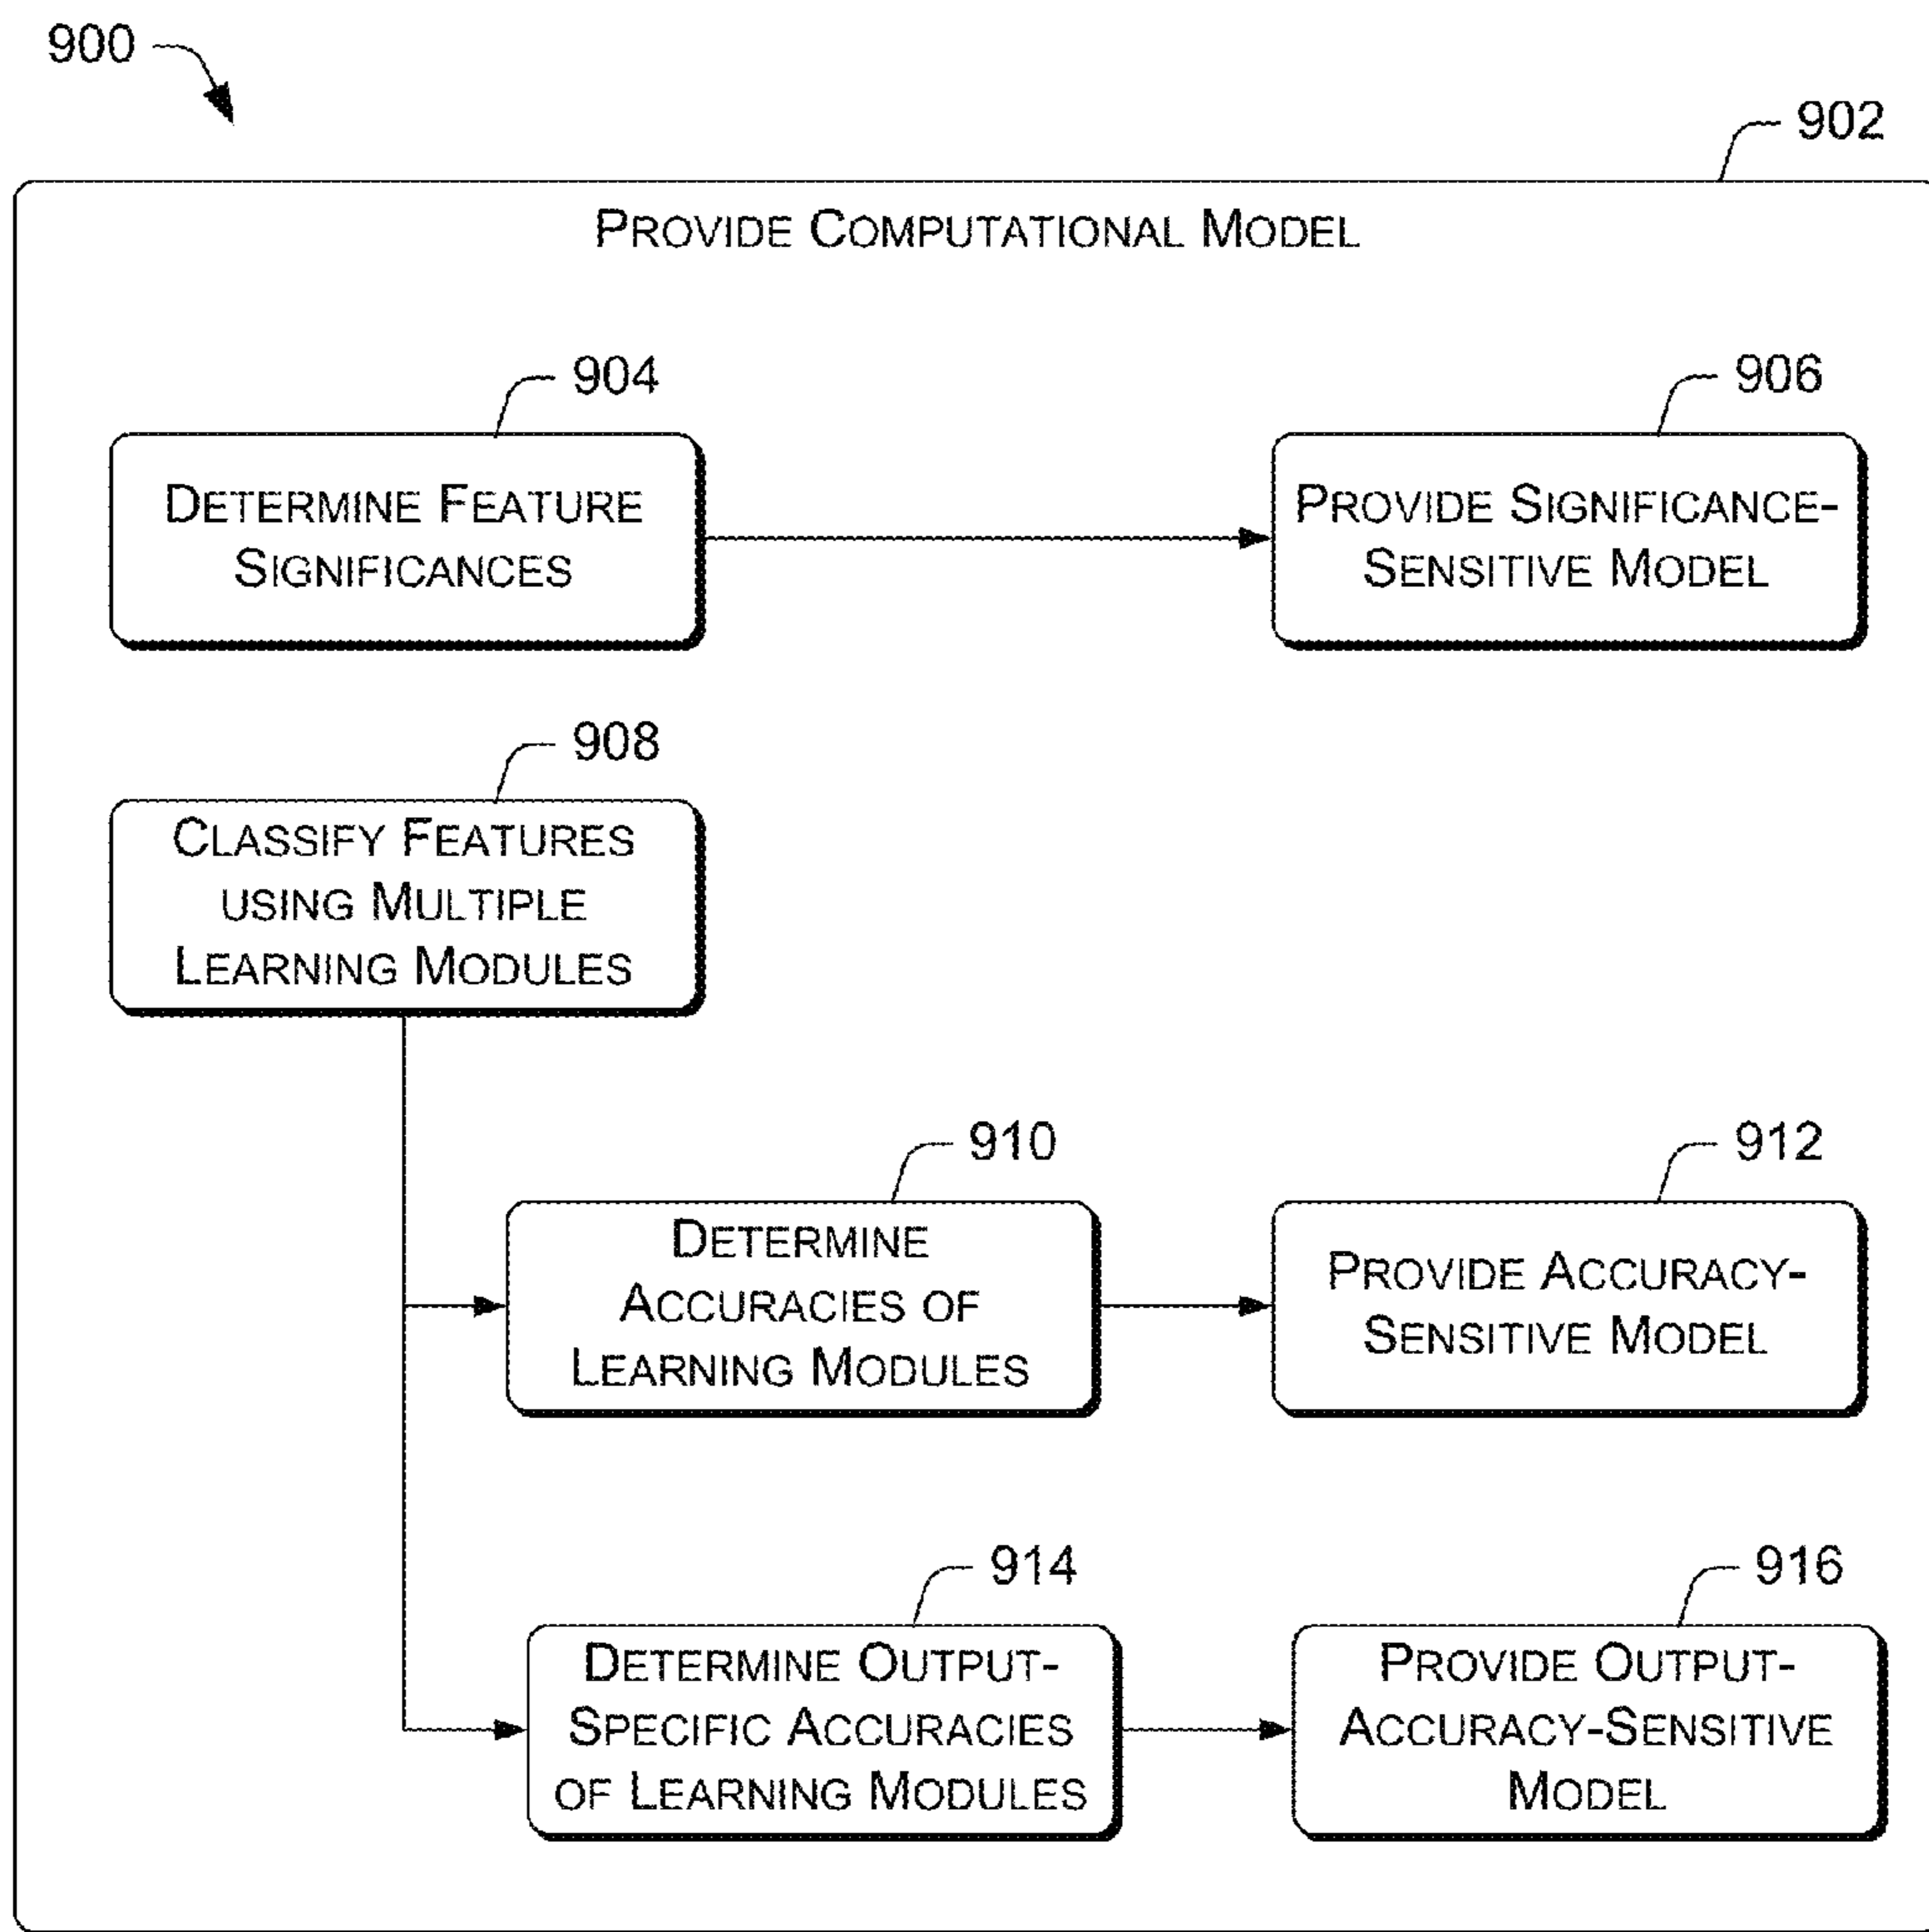 900
902
PROVIDE COMPUTATIONAL MODEL
904
906
DETERMINE FEATURE
SIGNIFICANCES
PROVIDE SIGNIFICANCE-
SENSITIVE MODEL
908
CLASSIFY FEATURES
USING MULTIPLE
LEARNING MODULES
910
912
DETERMINE
ACCURACIES OF
LEARNING MODULES
PROVIDE ACCURACY-
SENSITIVE MODEL
914
916
DETERMINE OUTPUT-
SPECIFIC ACCURACIES
OF LEARNING MODULES
PROVIDE OUTPUT-
ACCURACY-SENSITIVE
MODEL